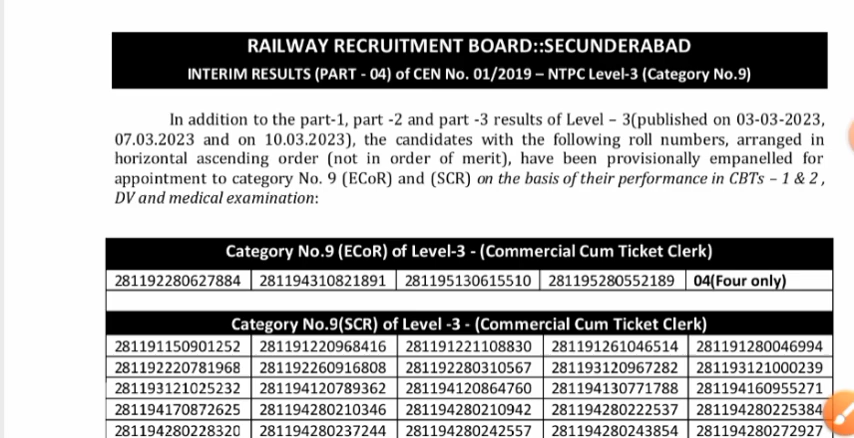 RAILWAY RECRUITMENT BOARD::SECUNDERABAD
INTERIM RESULTS (PART - 04) of CEN No. 01/2019 – NTPC Level-3 (Category No.9)
In addition to the part-1, part -2 and part -3 results of Level – 3(published on 03-03-2023,
07.03.2023 and on 10.03.2023), the candidates with the following roll numbers, arranged in
horizontal ascending order (not in order of merit), have been provisionally empanelled for
appointment to category No. 9 (ECoR) and (SCR) on the basis of their performance in CBTs – 1 & 2 ,
DV and medical examination:
Category No.9 (ECoR) of Level-3 - (Commercial Cum Ticket Clerk)
281192280627884 281194310821891 281195130615510 281195280552189 04(Four only)
Category No.9(SCR) of Level -3 - (Commercial Cum Ticket Clerk)
281191150901252 281191220968416 281191221108830 281191261046514 281191280046994
281192220781968 281192260916808 281192280310567 281193120967282 281193121000239
281193121025232 281194120789362 281194120864760 281194130771788 281194160955271
281194170872625 281194280210346 281194280210942 281194280222537 281194280225384
281194280228320 281194280237244 281194280242557 281194280243854 281194280272927